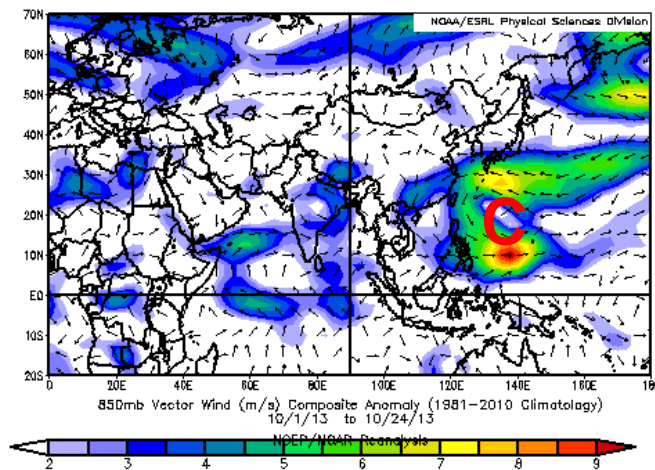 NOAA/ESRL Physical Sciences Division
70N
60N
50N
40N
30N
20N
10N
EQ
10S
20S
C
0 20E 40E 60E 80E 100E 120E 140E 160E 180
850mb Vector Wind (m/s) Composite Anomaly (1981-2010 Climatology)
10/1/13 to 10/24/13
NCEP/NCAR Reanalysis
2 3 4 5 6 7 8 9